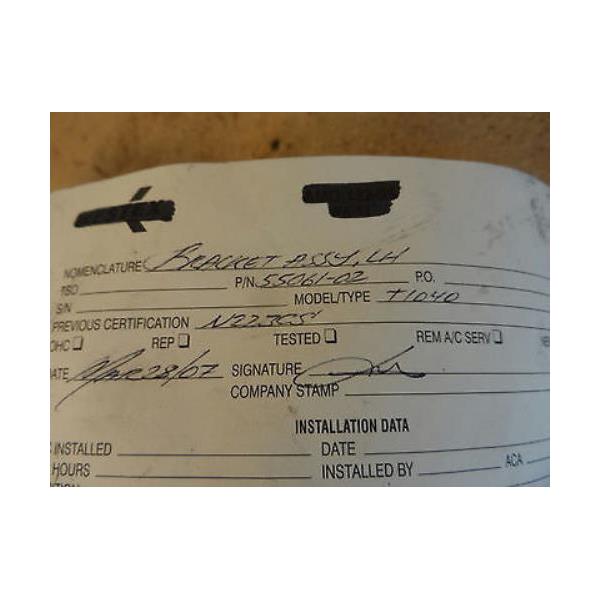 NOMENCLATURE BRACKET ASSY, LH
TSO P/N 55061-02 P.O.
S/N MODEL/TYPE T1040
PREVIOUS CERTIFICATION N223CS
OHC REP TESTED REM A/C SERV
DATE Mar 28/07 SIGNATURE
COMPANY STAMP
INSTALLATION DATA
INSTALLED DATE
HOURS INSTALLED BY ACA